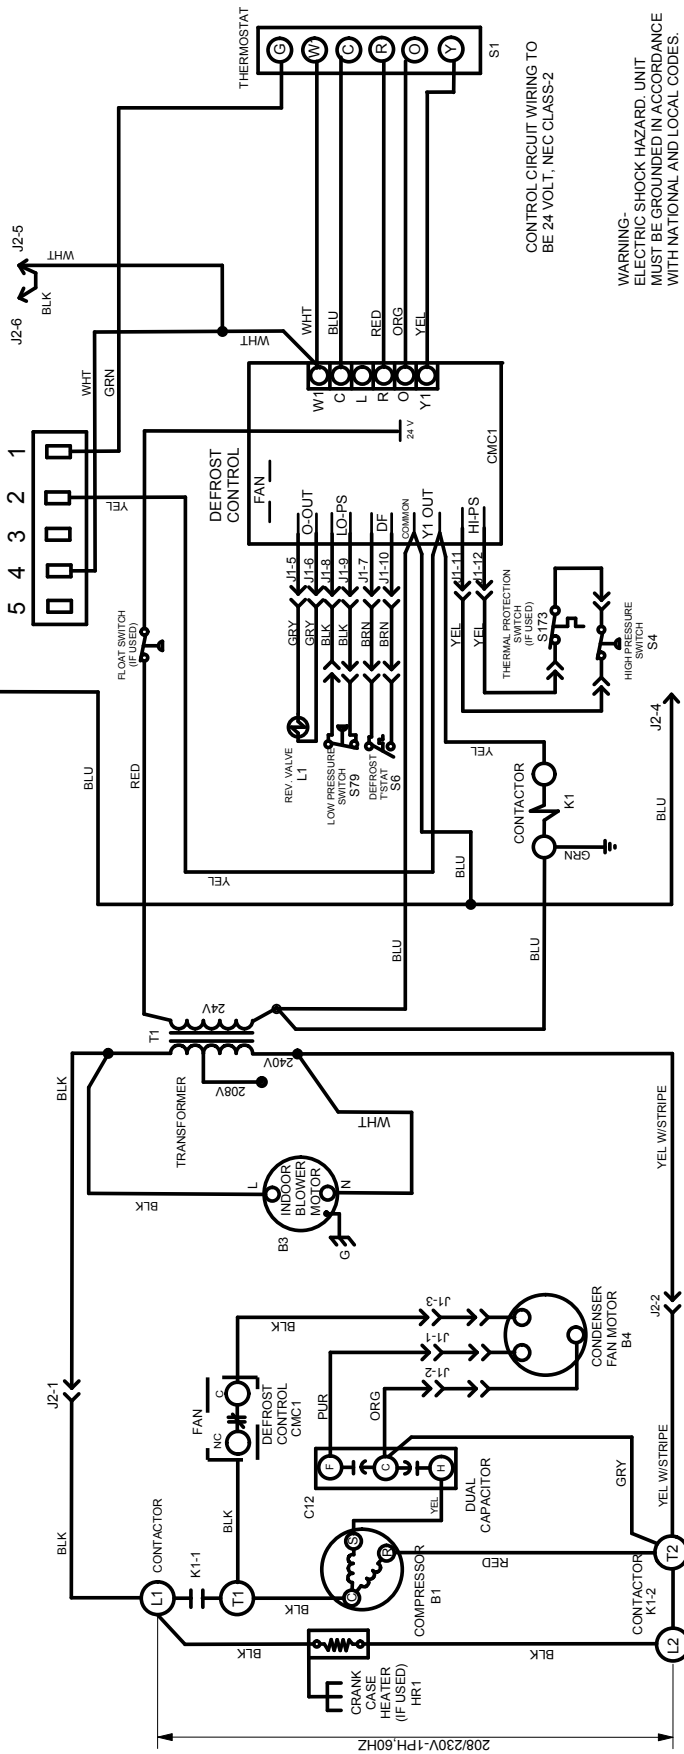 THERMOSTAT
G
W
C
R
O
Y
S1
CONTROL CIRCUIT WIRING TO
BE 24 VOLT, NEC CLASS-2
WARNING-
ELECTRIC SHOCK HAZARD. UNIT
MUST BE GROUNDED IN ACCORDANCE
WITH NATIONAL AND LOCAL CODES.
J2-6
J2-5
BLK
WHT
WHT
WHT
GRN
WHT
BLU
RED
ORG
YEL
5
4
3
2
1
YEL
DEFROST
CONTROL
FAN
W1
C
L
R
O
Y1
24 V
CMC1
O-OUT
LO-PS
DF
COMMON
Y1 OUT
HI-PS
J1-5
J1-6
J1-8
J1-9
J1-7
J1-10
J1-11
J1-12
GRY
GRY
BLK
BLK
BRN
BRN
YEL
YEL
FLOAT SWITCH
(IF USED)
REV. VALVE
L1
LOW PRESSURE
SWITCH
S79
DEFROST
T'STAT
S6
THERMAL PROTECTION
SWITCH
(IF USED)
S173
HIGH PRESSURE
SWITCH
S4
BLU
RED
YEL
YEL
BLU
BLU
BLU
BLU
J2-4
CONTACTOR
K1
GRN
T1
24V
TRANSFORMER
208V
240V
BLK
BLK
WHT
L
INDOOR
BLOWER
MOTOR
N
B3
G
YEL W/STRIPE
J2-1
J2-2
BLK
FAN
NC
C
DEFROST
CONTROL
CMC1
BLK
J1-3
J1-1
J1-2
CONDENSER
FAN MOTOR
B4
PUR
ORG
C12
F
C
H
DUAL
CAPACITOR
YEL
GRY
YEL W/STRIPE
BLK
CONTACTOR
L1
K1-1
T1
BLK
BLK
S
C
R
COMPRESSOR
B1
RED
CONTACTOR
K1-2
T2
L2
BLK
CRANK
CASE
HEATER
(IF USED)
HR1
BLK
208/230V-1PH,60HZ